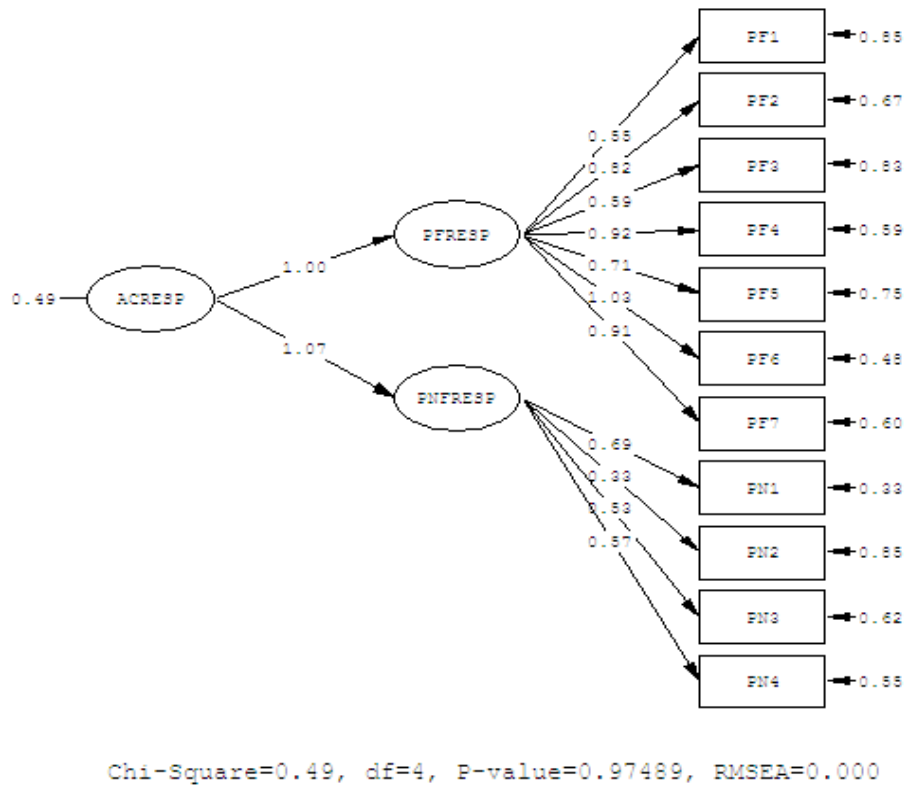 PF1 0.85
PF2 0.67
0.55
0.82
PF3 0.83
0.59
PFRESP 0.92 PF4 0.59
1.00 0.71
0.49 ACRESP 1.03 PF5 0.75
0.91
1.07 PF6 0.48
PNFRESP
PF7 0.60
0.69
0.33 PN1 0.33
0.53
0.57 PN2 0.85
PN3 0.62
PN4 0.55
Chi-Square=0.49, df=4, P-value=0.97489, RMSEA=0.000